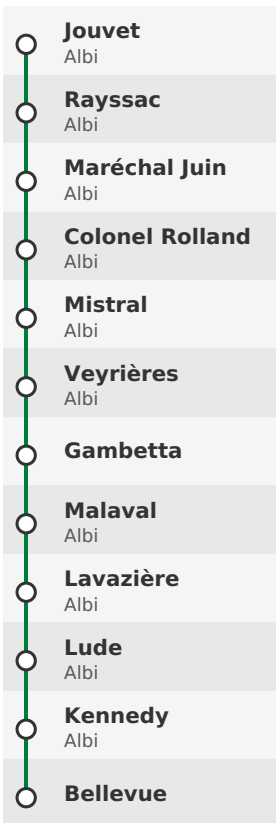 Jouvet
Albi
Rayssac
Albi
Maréchal Juin
Albi
Colonel Rolland
Albi
Mistral
Albi
Veyrières
Albi
Gambetta
Malaval
Albi
Lavazière
Albi
Lude
Albi
Kennedy
Albi
Bellevue